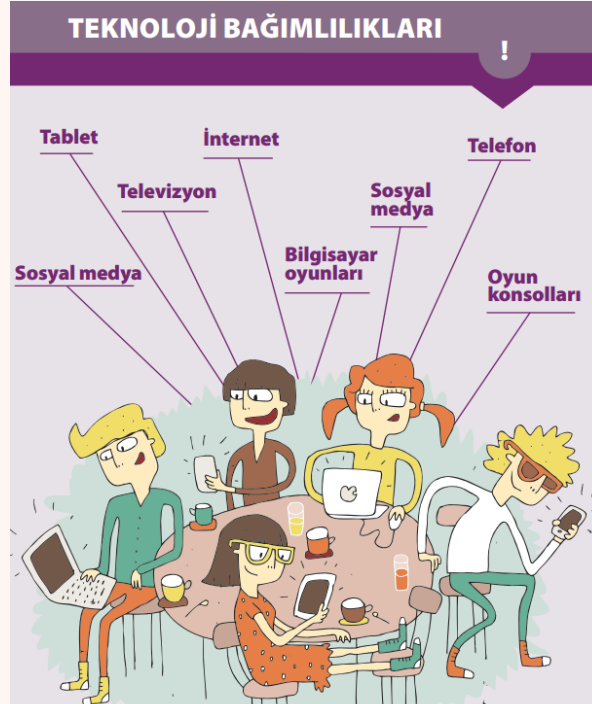 TEKNOLOJİ BAĞIMLILIKLARI
!
Tablet
İnternet
Telefon
Televizyon
Sosyal
medya
Bilgisayar
oyunları
Sosyal medya
Oyun
konsolları